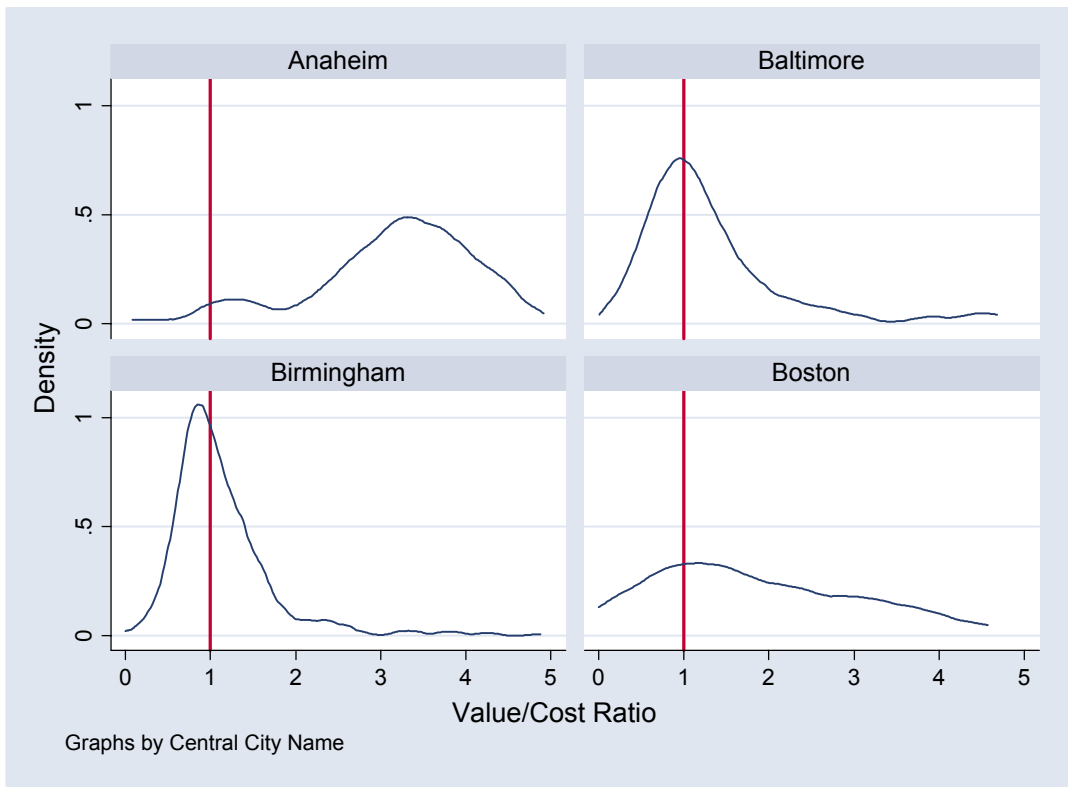 Anaheim
Baltimore
1
.5
0
Birmingham
Boston
1
.5
0
Density
0 1 2 3 4 5
0 1 2 3 4 5
Value/Cost Ratio
Graphs by Central City Name